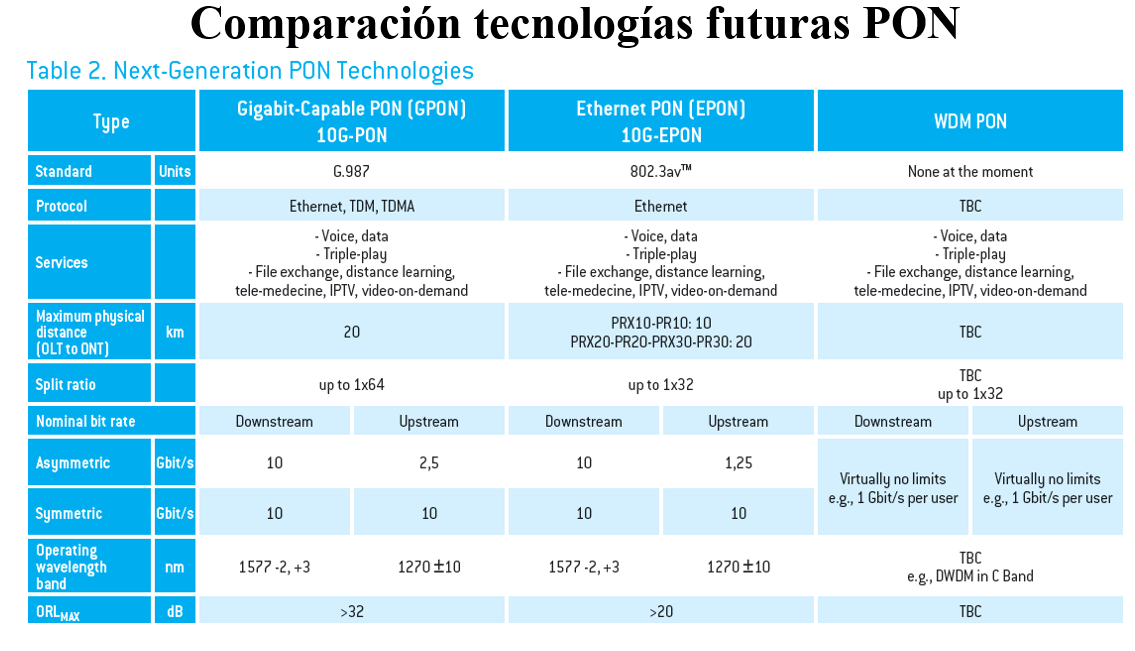 Comparación tecnologías futuras PON
Table 2. Next-Generation PON Technologies
Type
Gigabit-Capable PON (GPON)
10G-PON
Ethernet PON (EPON)
10G-EPON
WDM PON
Standard
Units
G.987
802.3av™
None at the moment
Protocol
Ethernet, TDM, TDMA
Ethernet
TBC
Services
- Voice, data
- Triple-play
- File exchange, distance learning,
tele-medecine, IPTV, video-on-demand
- Voice, data
- Triple-play
- File exchange, distance learning,
tele-medecine, IPTV, video-on-demand
- Voice, data
- Triple-play
- File exchange, distance learning,
tele-medecine, IPTV, video-on-demand
Maximum physical
distance
(OLT to ONT)
km
20
PRX10-PR10: 10
PRX20-PR20-PRX30-PR30: 20
TBC
Split ratio
up to 1x64
up to 1x32
TBC
up to 1x32
Nominal bit rate
Downstream
Upstream
Downstream
Upstream
Downstream
Upstream
Asymmetric
Gbit/s
10
2,5
10
1,25
Virtually no limits
e.g., 1 Gbit/s per user
Virtually no limits
e.g., 1 Gbit/s per user
Symmetric
Gbit/s
10
10
10
10
Operating
wavelength
band
nm
1577 -2, +3
1270 ±10
1577 -2, +3
1270 ±10
TBC
e.g., DWDM in C Band
ORLMAX
dB
>32
>20
TBC